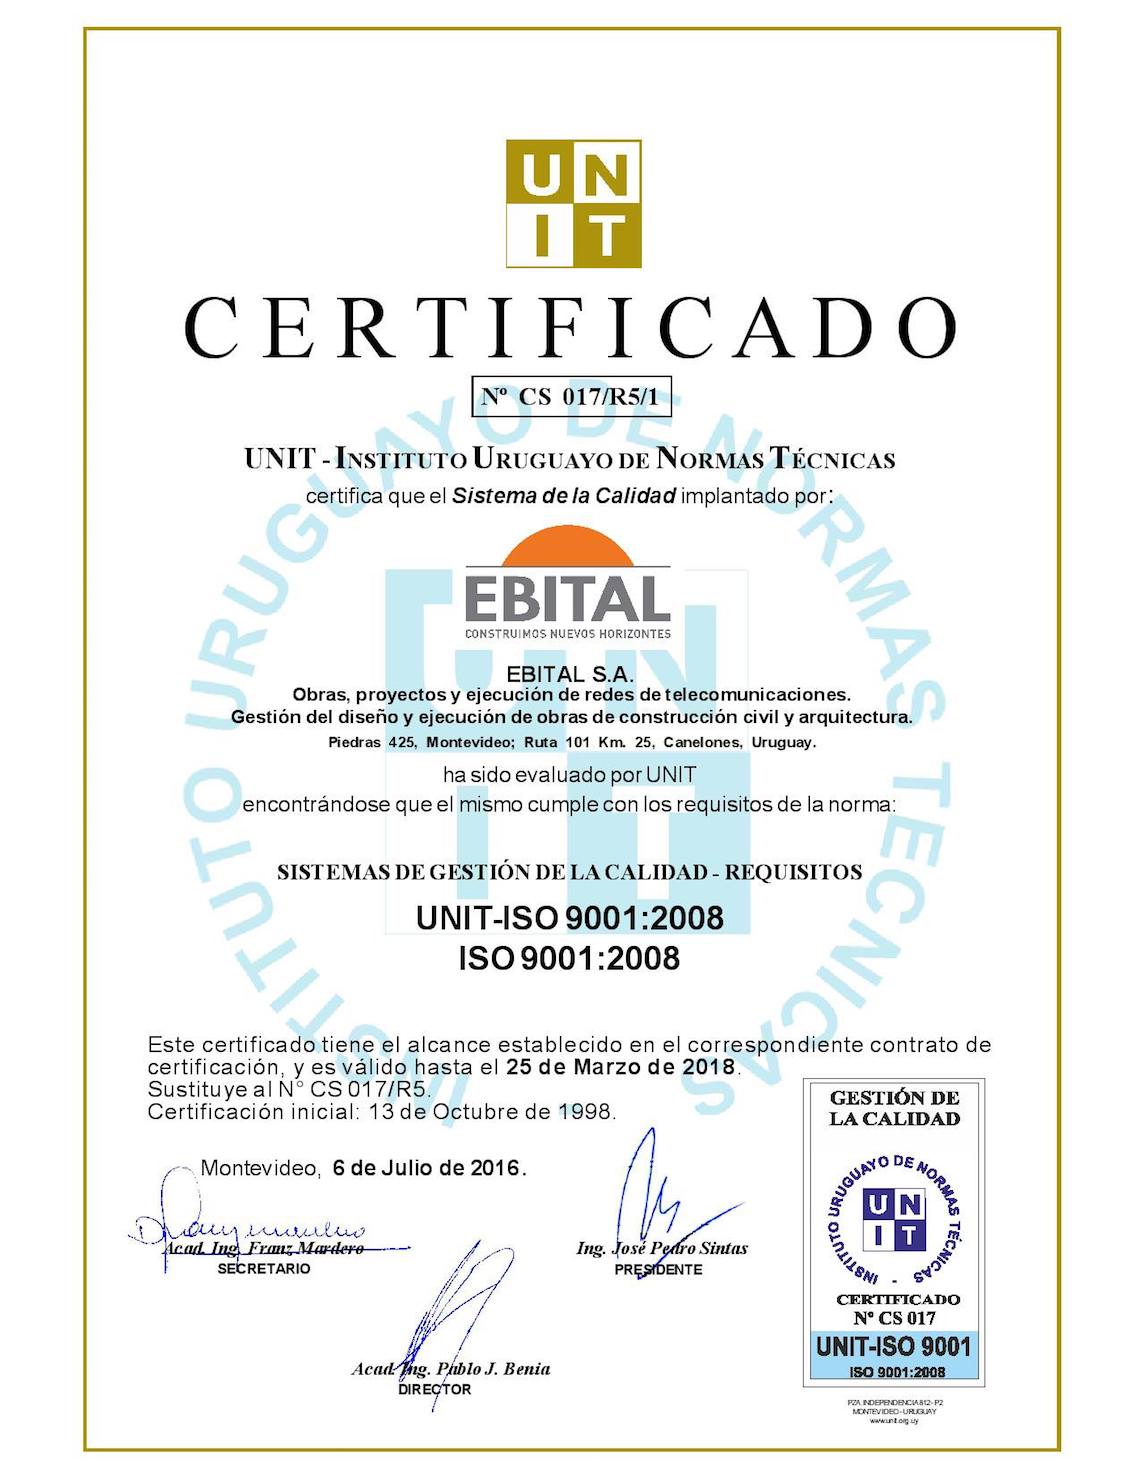 UN
IT
CERTIFICADO
Nº CS 017/R5/1
UNIT - INSTITUTO URUGUAYO DE NORMAS TÉCNICAS
certifica que el Sistema de la Calidad implantado por:
EBITAL
CONSTRUIMOS NUEVOS HORIZONTES
EBITAL S.A.
Obras, proyectos y ejecución de redes de telecomunicaciones.
Gestión del diseño y ejecución de obras de construcción civil y arquitectura.
Piedras 425, Montevideo; Ruta 101 Km. 25, Canelones, Uruguay.
ha sido evaluado por UNIT
encontrándose que el mismo cumple con los requisitos de la norma:
SISTEMAS DE GESTIÓN DE LA CALIDAD - REQUISITOS
UNIT-ISO 9001:2008
ISO 9001:2008
INSTITUTO URUGUAYO DE NORMAS TECNICAS -
UN
IT
Este certificado tiene el alcance establecido en el correspondiente contrato de
certificación, y es válido hasta el 25 de Marzo de 2018.
Sustituye al N° CS 017/R5.
Certificación inicial: 13 de Octubre de 1998.
Montevideo, 6 de Julio de 2016.
Acad. Ing. Franz Mardero
SECRETARIO
Ing. José Pedro Sintas
PRESIDENTE
Acad. Ing. Pablo J. Benia
DIRECTOR
GESTIÓN DE
LA CALIDAD
INSTITUTO URUGUAYO DE NORMAS TÉCNICAS -
UN
IT
CERTIFICADO
Nº CS 017
UNIT-ISO 9001
ISO 9001:2008
PZA. INDEPENDENCIA 812 - P2
MONTEVIDEO - URUGUAY
www.unit.org.uy